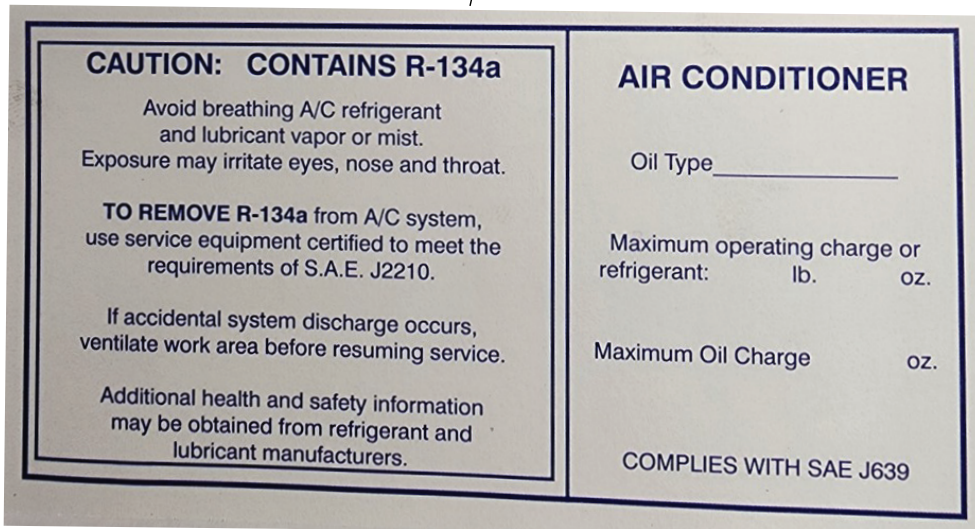 CAUTION: CONTAINS R-134a
Avoid breathing A/C refrigerant
and lubricant vapor or mist.
Exposure may irritate eyes, nose and throat.
TO REMOVE R-134a from A/C system,
use service equipment certified to meet the
requirements of S.A.E. J2210.
If accidental system discharge occurs,
ventilate work area before resuming service.
Additional health and safety information
may be obtained from refrigerant and
lubricant manufacturers.
AIR CONDITIONER
Oil Type
Maximum operating charge or
refrigerant: lb. oz.
Maximum Oil Charge oz.
COMPLIES WITH SAE J639